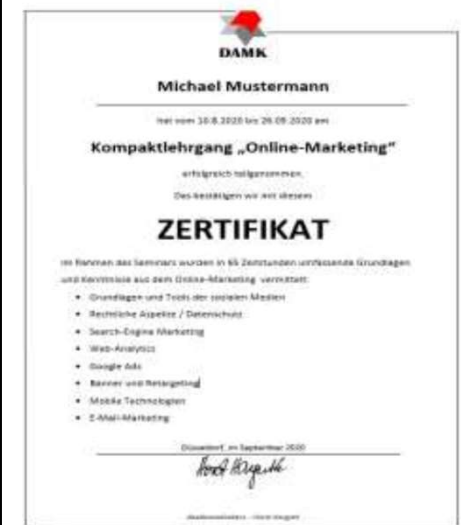 DAMK
Michael Mustermann
hat vom 10.8.2020 bis 26.09.2020 am
Kompaktlehrgang „Online-Marketing“
erfolgreich teilgenommen.
Das bestätigen wir mit diesem
ZERTIFIKAT
Im Rahmen des Seminars wurden in 65 Zeitstunden umfassende Grundlagen
und Kenntnisse aus dem Online-Marketing vermittelt:
• Grundlagen und Tools der sozialen Medien
• Rechtliche Aspekte / Datenschutz
• Search-Engine Marketing
• Web-Analytics
• Google Ads
• Banner und Retargeting
• Mobile Technologien
• E-Mail-Marketing
Düsseldorf, im September 2020